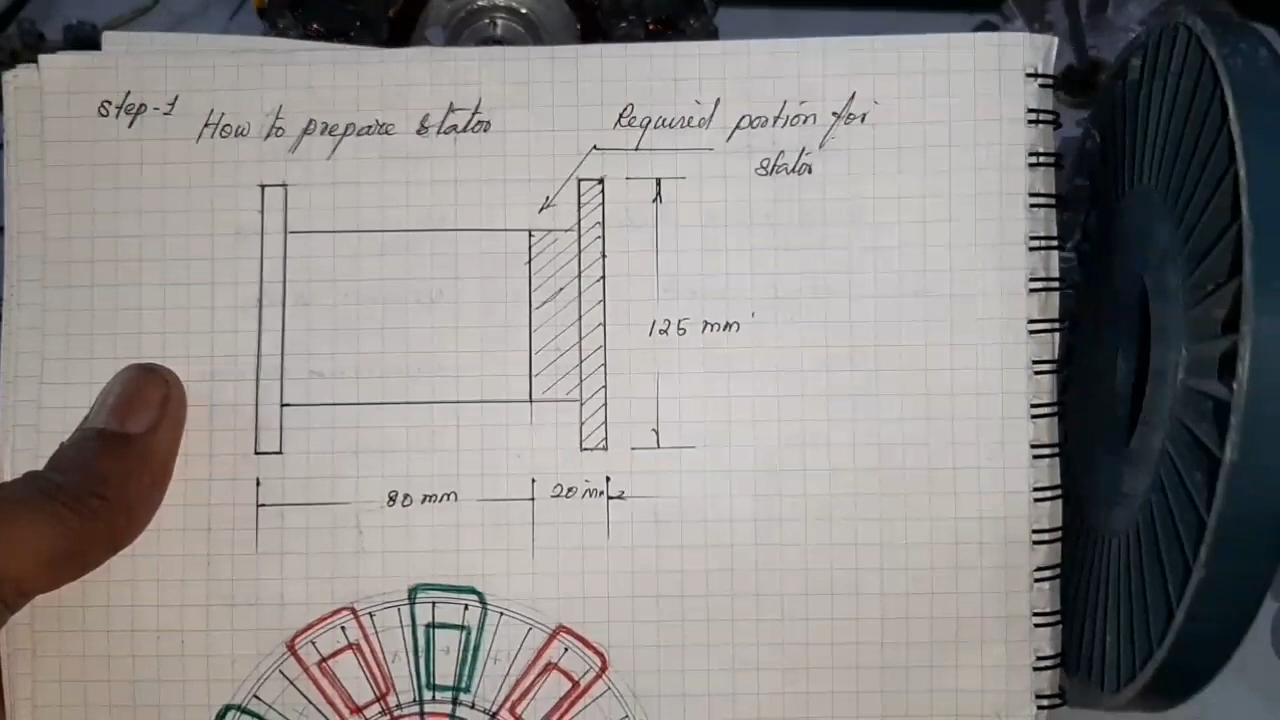 Step-1
How to prepare stator
Required portion for
stator
125 mm
80 mm
20 mm